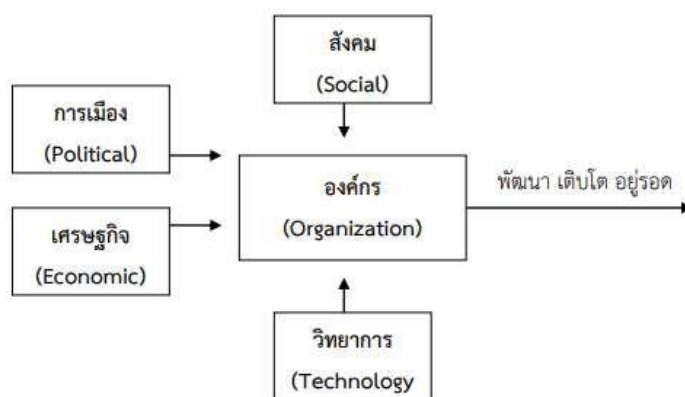 สังคม
(Social)
การเมือง
(Political)
องค์กร
(Organization)
พัฒนา เติบโต อยู่รอด
เศรษฐกิจ
(Economic)
วิทยาการ
(Technology